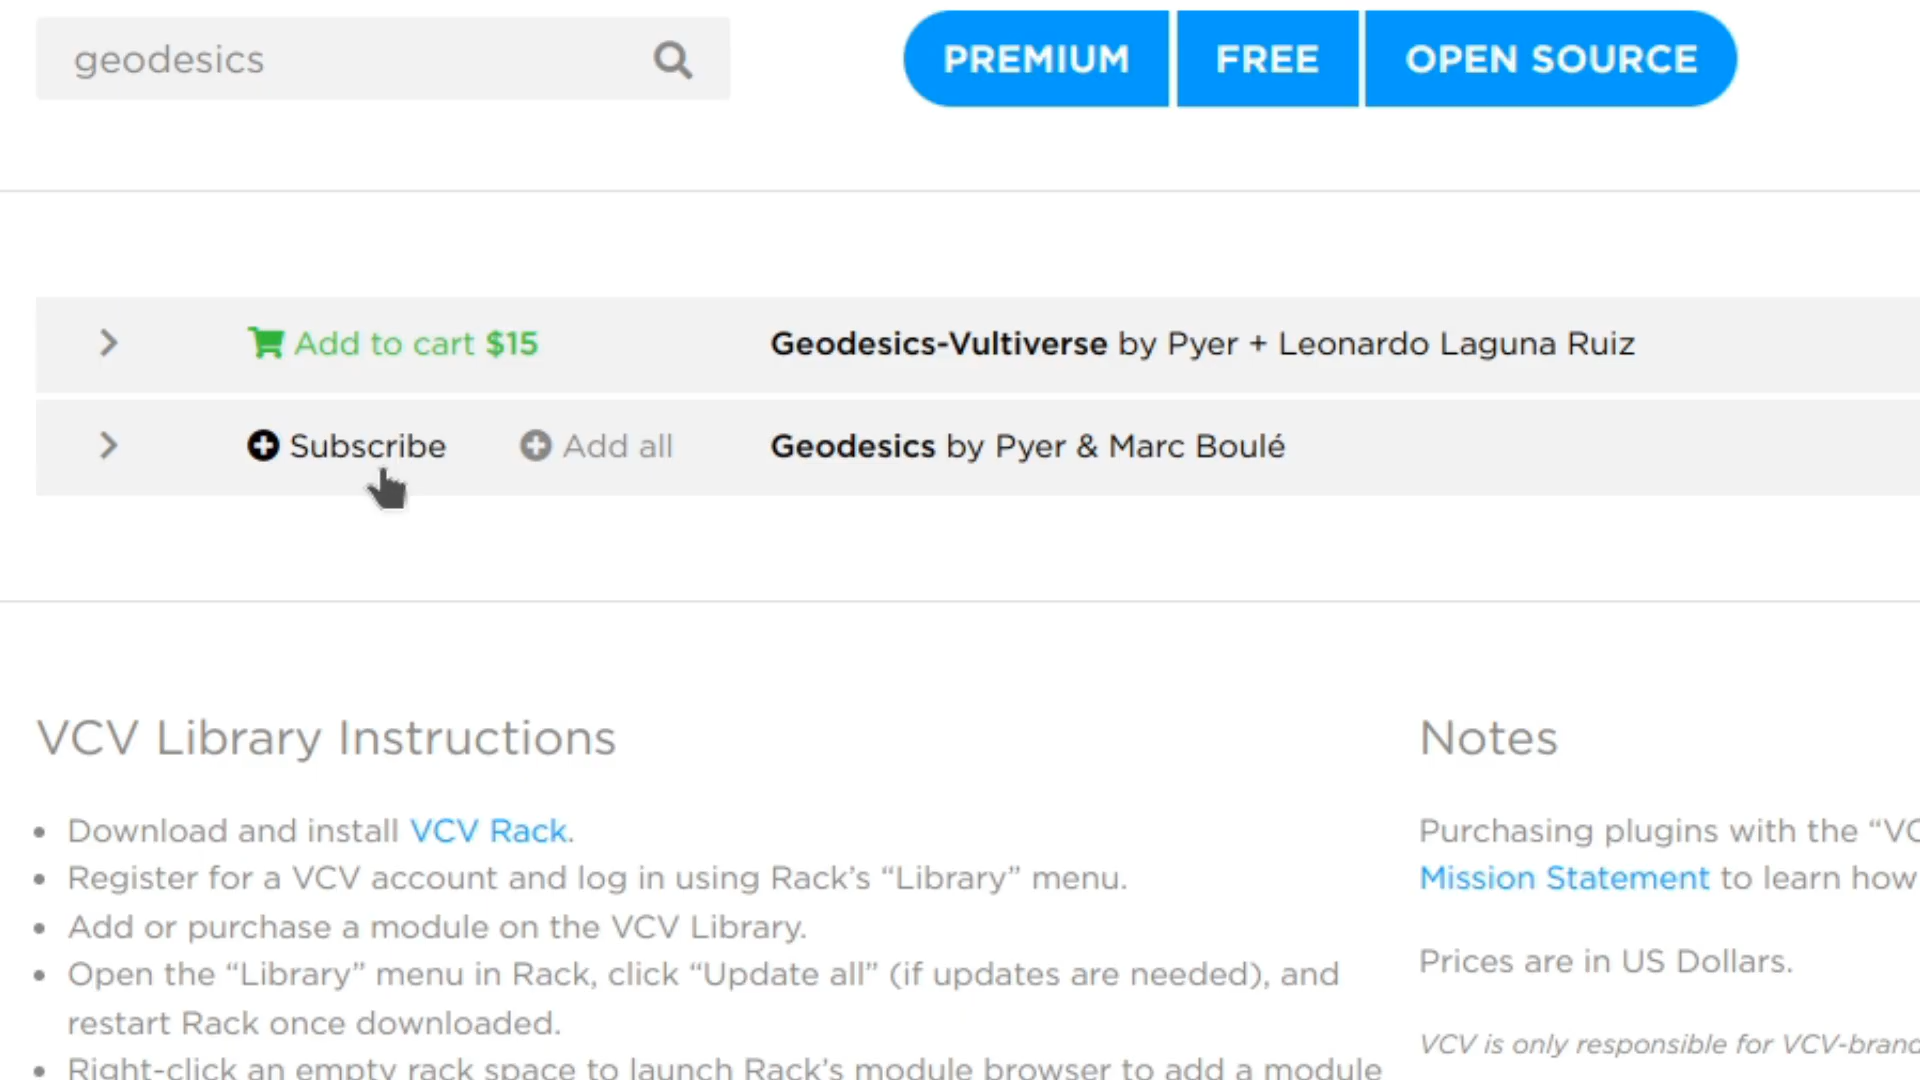 geodesics
PREMIUM FREE OPEN SOURCE
Add to cart $15 Geodesics-Vultiverse by Pyer + Leonardo Laguna Ruiz
Subscribe Add all Geodesics by Pyer & Marc Boulé
VCV Library Instructions
• Download and install VCV Rack.
• Register for a VCV account and log in using Rack’s “Library” menu.
• Add or purchase a module on the VCV Library.
• Open the “Library” menu in Rack, click “Update all” (if updates are needed), and
restart Rack once downloaded.
• Right-click an empty rack space to launch Rack’s module browser to add a module
Notes
Purchasing plugins with the “VC
Mission Statement to learn how
Prices are in US Dollars.
VCV is only responsible for VCV-brand